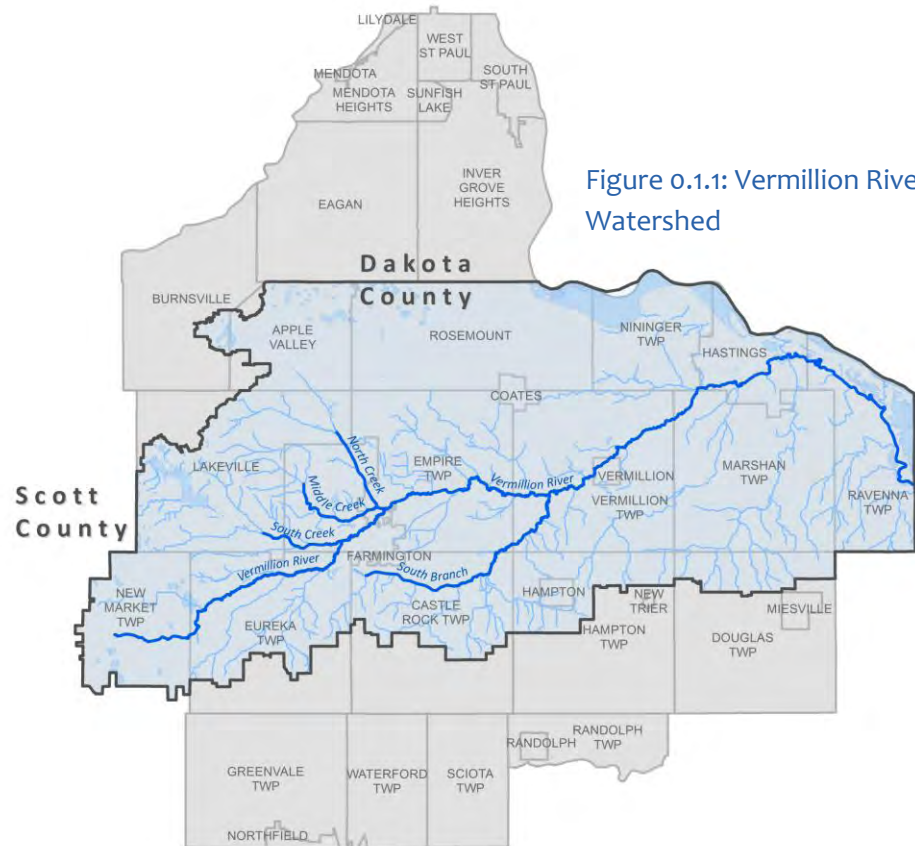 LILYDALE
WEST
ST PAUL
MENDOTA
SOUTH
ST PAUL
MENDOTA
HEIGHTS
SUNFISH
LAKE
INVER
GROVE
HEIGHTS
EAGAN
Figure 0.1.1: Vermillion Rive
Watershed
Dakota
County
BURNSVILLE
APPLE
VALLEY
ROSEMOUNT
NININGER
TWP
HASTINGS
COATES
North Creek
LAKEVILLE
EMPIRE
TWP
Middle Creek
Vermillion River
VERMILLION
VERMILLION
TWP
MARSHAN
TWP
RAVENNA
TWP
Scott
County
South Creek
FARMINGTON
Vermillion River
South Branch
NEW
MARKET
TWP
EUREKA
TWP
CASTLE
ROCK TWP
HAMPTON
NEW
TRIER
HAMPTON
TWP
MIESVILLE
DOUGLAS
TWP
RANDOLPH
RANDOLPH
TWP
GREENVALE
TWP
WATERFORD
TWP
SCIOTA
TWP
NORTHFIELD